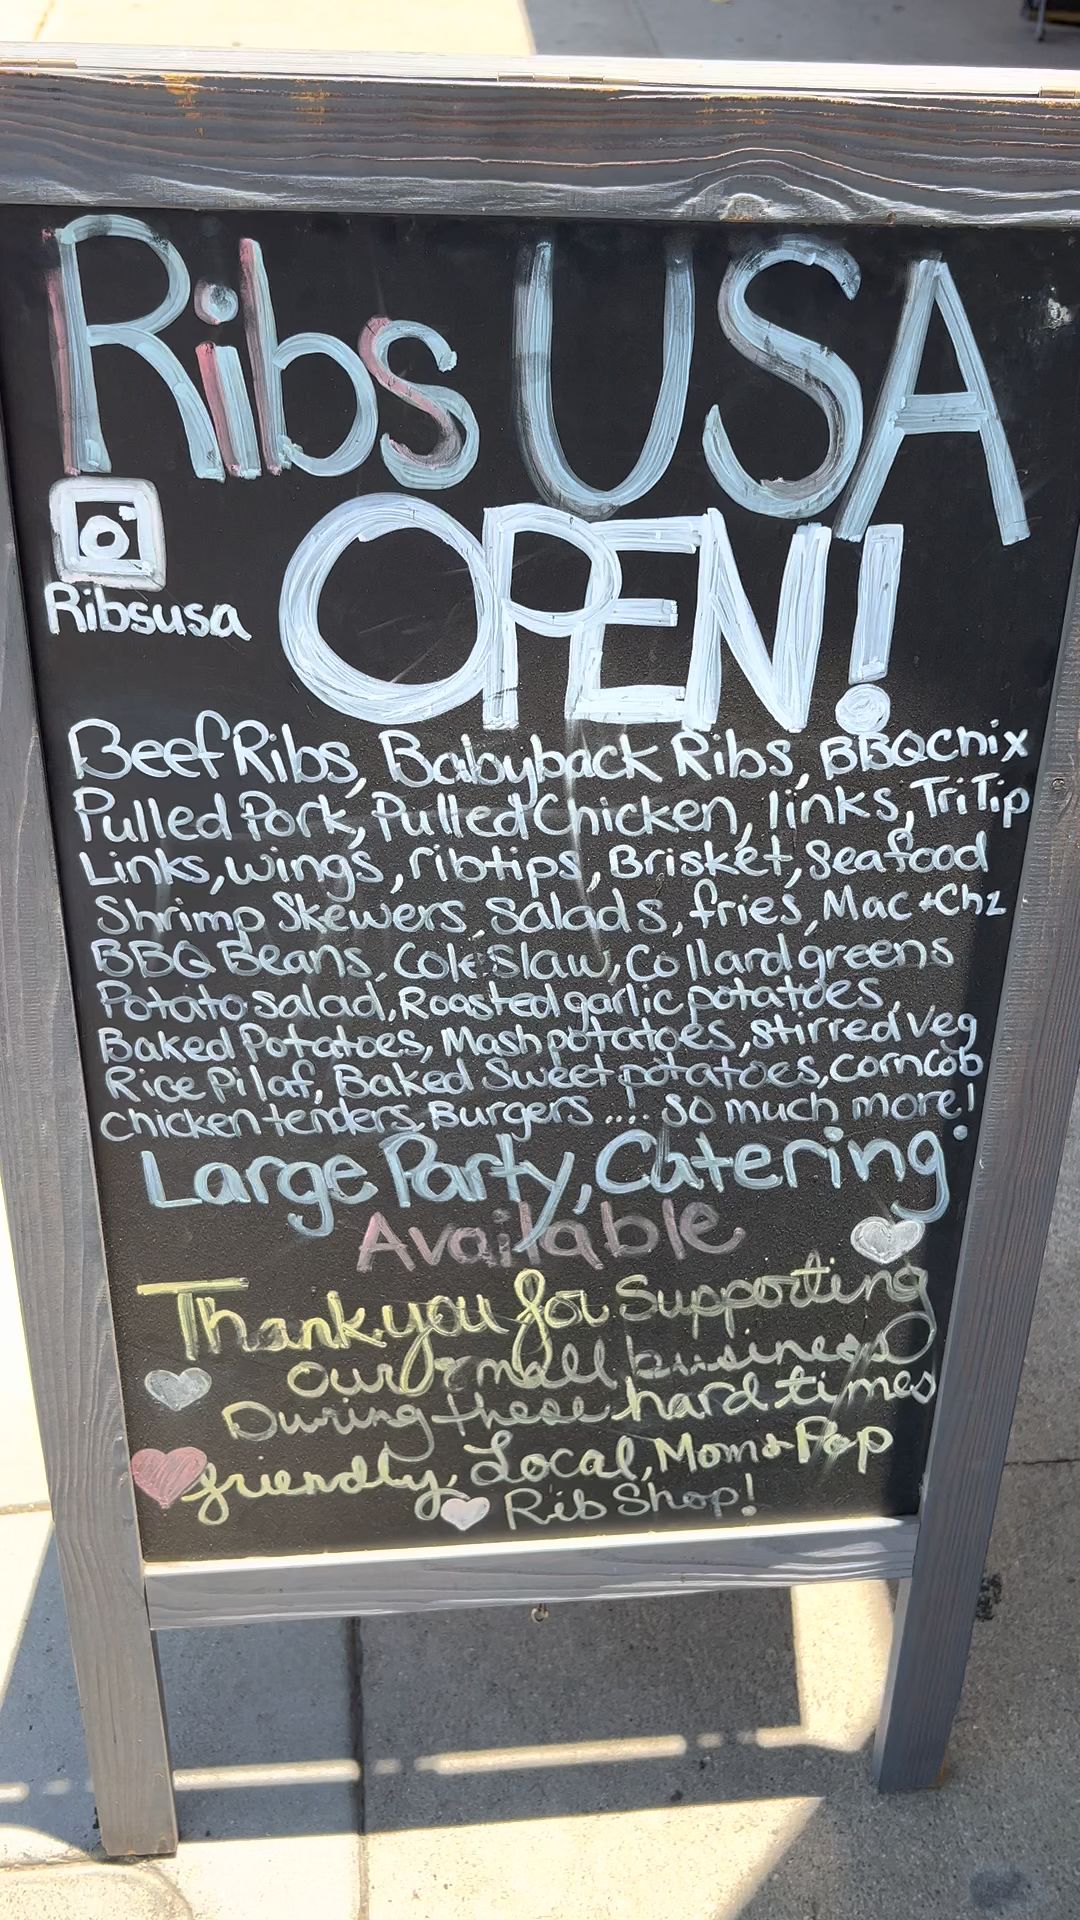 Ribs USA
OPEN!
Ribsusa
Beef Ribs, Babyback Ribs, BBQ Chix
Pulled Pork, Pulled Chicken, links, TriTip
Links, wings, ribtips, Brisket, Seafood
Shrimp Skewers, Salads, fries, Mac + Chz
BBQ Beans, Cole Slaw, Collard greens
Potato salad, Roasted garlic potatoes,
Baked Potatoes, Mash potatoes, stirred veg
Rice Pilaf, Baked Sweet potatoes, corncob
chicken tenders, Burgers .... so much more!
Large Party, Catering
Available
Thank you for Supporting
our small business
During these hard times
friendly, Local, Mom & Pop
Rib Shop!